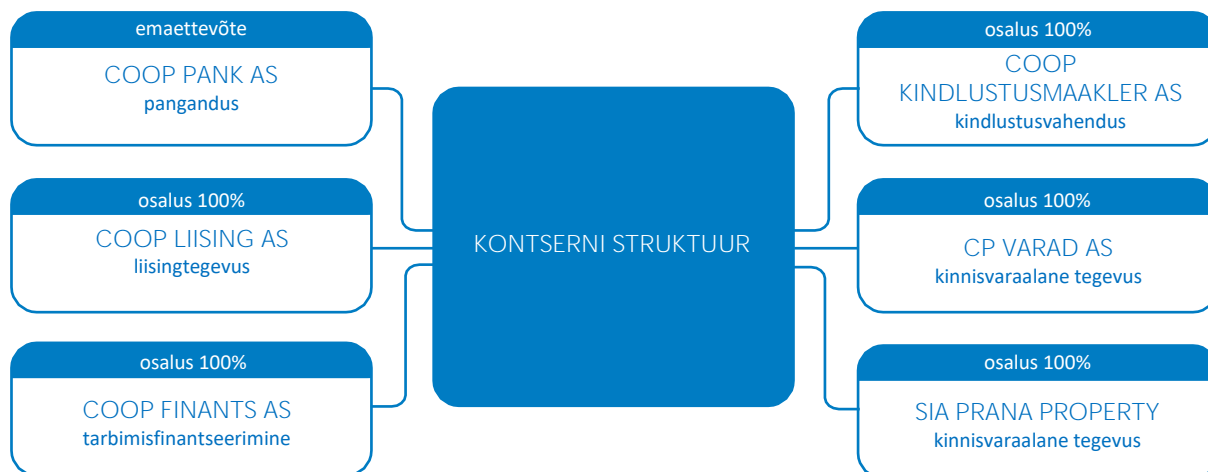 emaettevõte
COOP PANK AS
pangandus
osalus 100%
COOP LIISING AS
liisingtegevus
osalus 100%
COOP FINANTS AS
tarbimisfinantseerimine
KONTSERNI STRUKTUUR
osalus 100%
COOP
KINDLUSTUSMAAKLER AS
kindlustusvahendus
osalus 100%
CP VARAD AS
kinnisvaraalane tegevus
osalus 100%
SIA PRANA PROPERTY
kinnisvaraalane tegevus